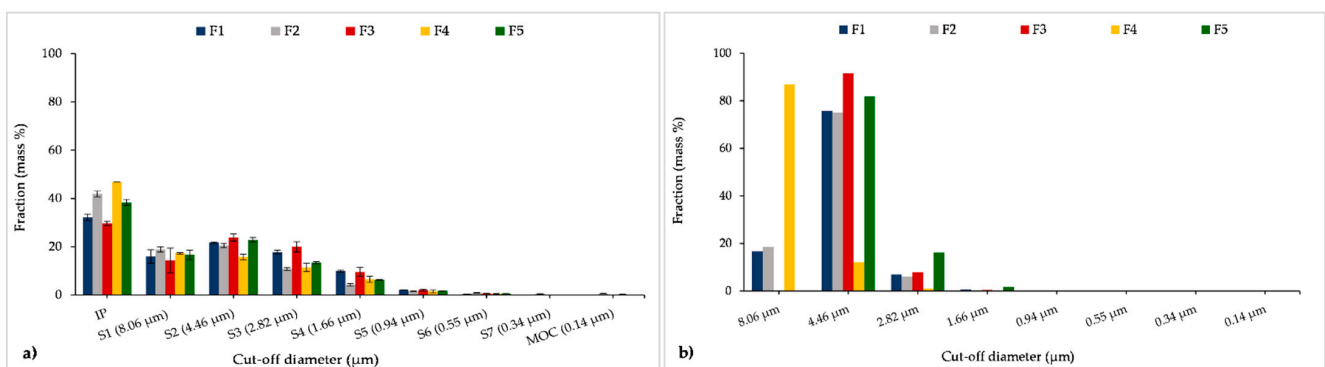 F1 F2 F3 F4 F5
100
80
60
40
20
0
Fraction (mass %)
IP S1 (8.06 µm) S2 (4.46 µm) S3 (2.82 µm) S4 (1.66 µm) S5 (0.94 µm) S6 (0.55 µm) S7 (0.34 µm) MOC (0.14 µm)
a) Cut-off diameter (µm)
F1 F2 F3 F4 F5
100
80
60
40
20
0
Fraction (mass %)
8.06 µm 4.46 µm 2.82 µm 1.66 µm 0.94 µm 0.55 µm 0.34 µm 0.14 µm
b) Cut-off diameter (µm)